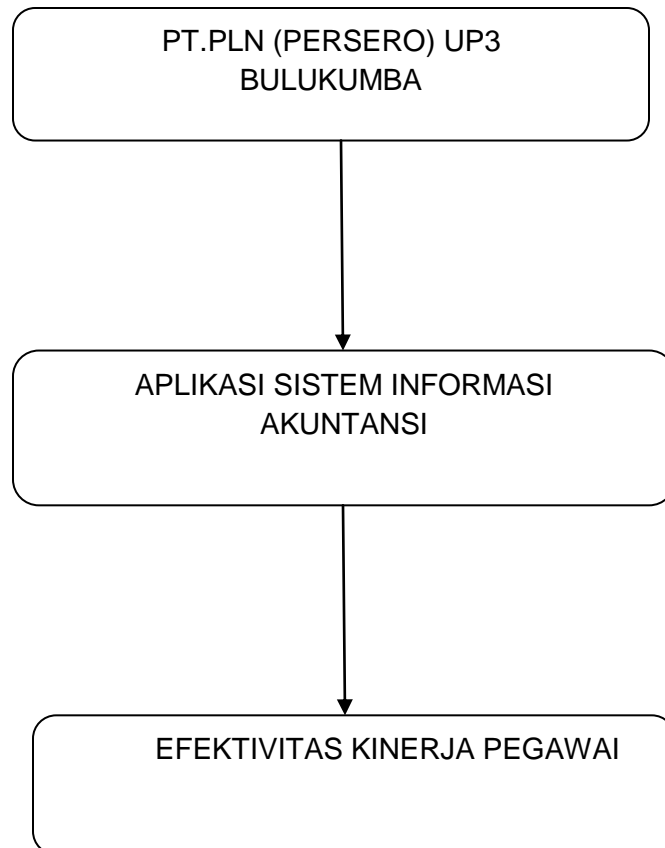 PT.PLN (PERSERO) UP3
BULUKUMBA
APLIKASI SISTEM INFORMASI
AKUNTANSI
EFEKTIVITAS KINERJA PEGAWAI